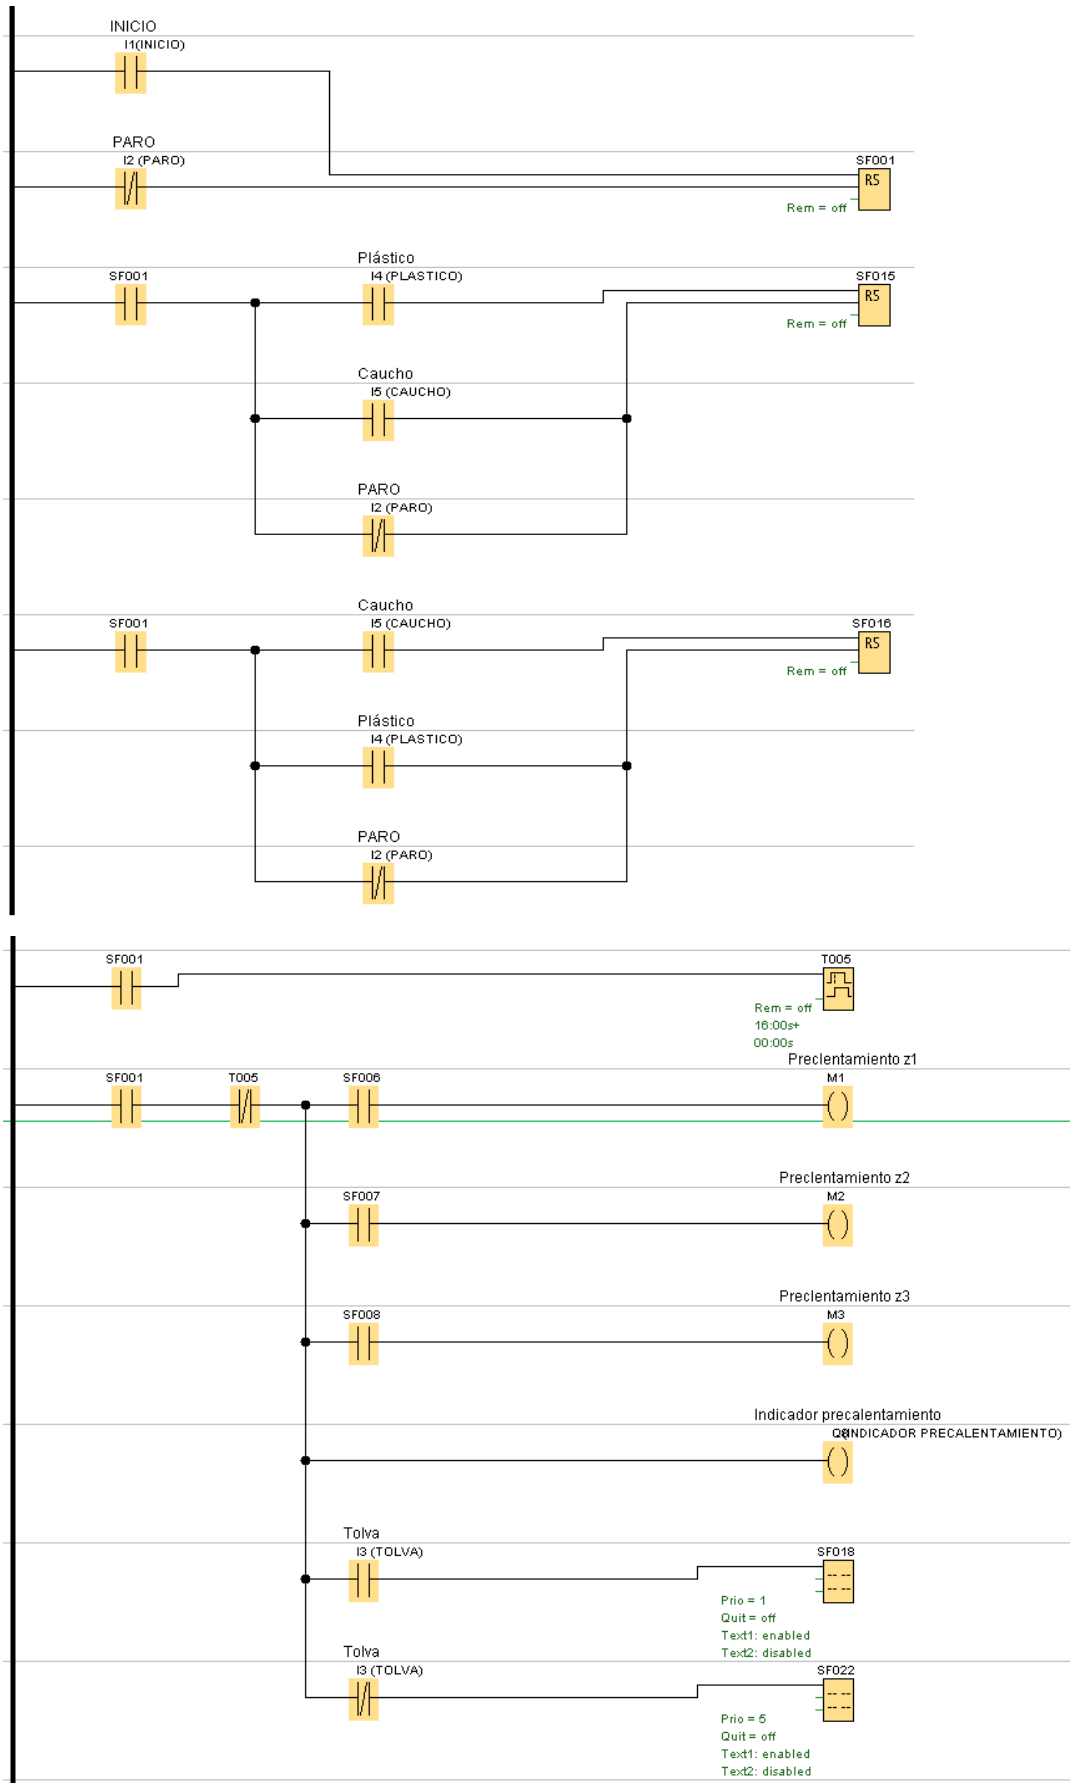 INICIO
I1(INICIO)
PARO
I2 (PARO)
SF001
RS
Rem = off
Plástico
SF001
I4 (PLASTICO)
SF015
RS
Rem = off
Caucho
I5 (CAUCHO)
PARO
I2 (PARO)
Caucho
SF001
I5 (CAUCHO)
SF016
RS
Rem = off
Plástico
I4 (PLASTICO)
PARO
I2 (PARO)
SF001
T005
Rem = off
16:00s+
00:00s
Preclentamiento z1
SF001
T005
SF006
M1
Preclentamiento z2
SF007
M2
Preclentamiento z3
SF008
M3
Indicador precalentamiento
Q8(INDICADOR PRECALENTAMIENTO)
Tolva
I3 (TOLVA)
SF018
Prio = 1
Quit = off
Text1: enabled
Text2: disabled
Tolva
I3 (TOLVA)
SF022
Prio = 5
Quit = off
Text1: enabled
Text2: disabled